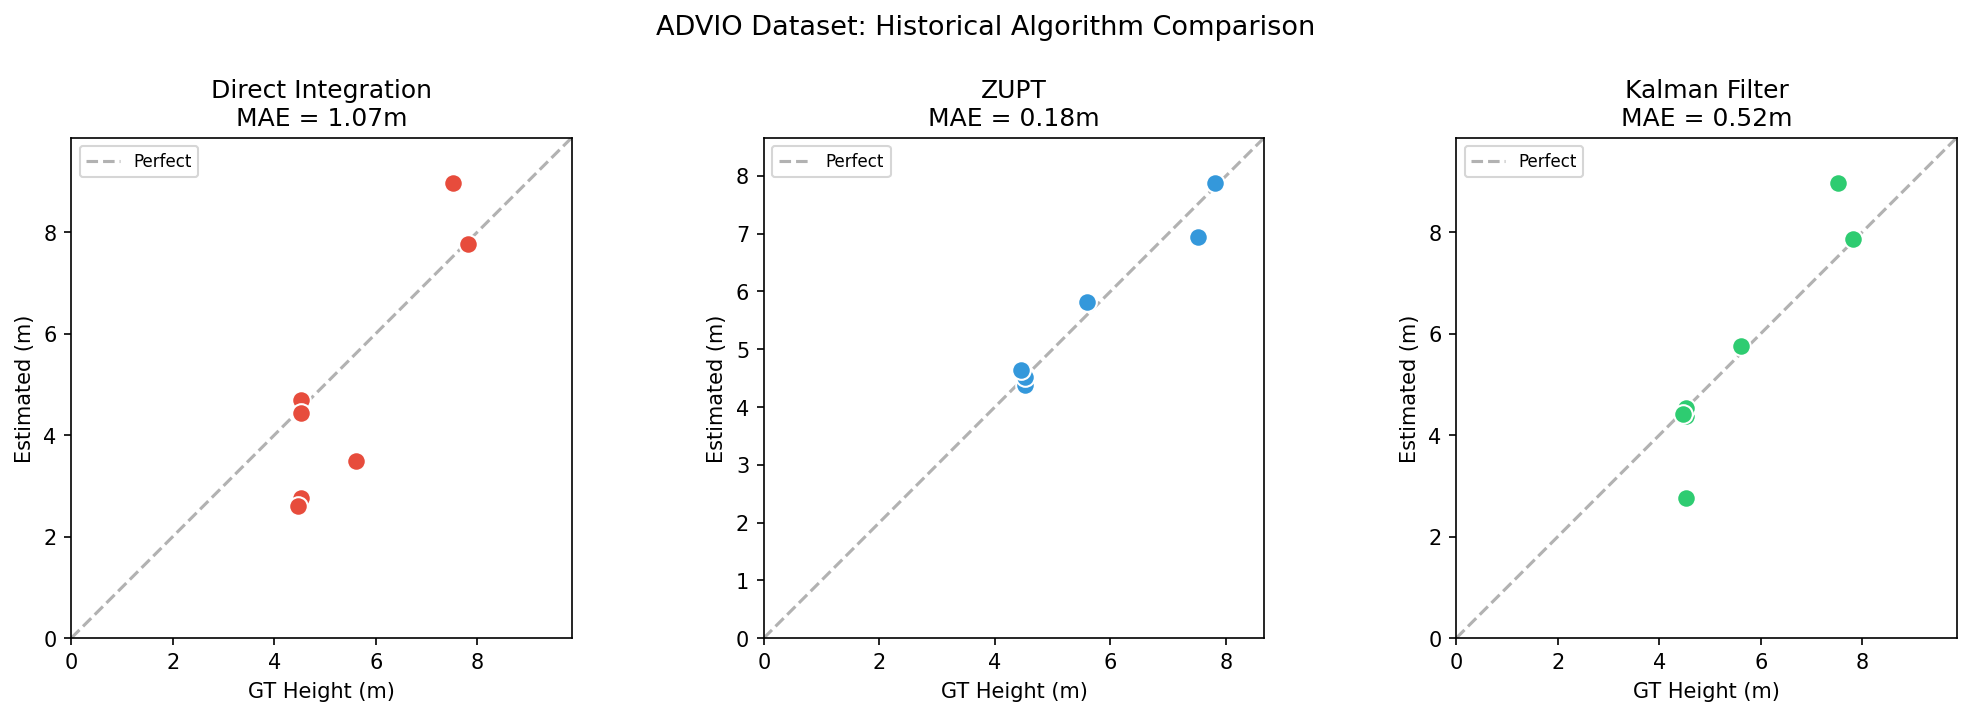 ADVIO Dataset: Historical Algorithm Comparison
Direct Integration
MAE = 1.07m
Perfect
8
6
4
2
0
Estimated (m)
0 2 4 6 8
GT Height (m)
ZUPT
MAE = 0.18m
Perfect
8
7
6
5
4
3
2
1
0
Estimated (m)
0 2 4 6 8
GT Height (m)
Kalman Filter
MAE = 0.52m
Perfect
8
6
4
2
0
Estimated (m)
0 2 4 6 8
GT Height (m)